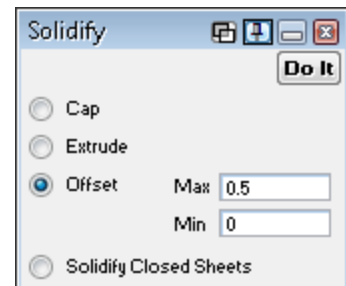 Solidify
Do It
Cap
Extrude
Offset Max 0.5
Min 0
Solidify Closed Sheets